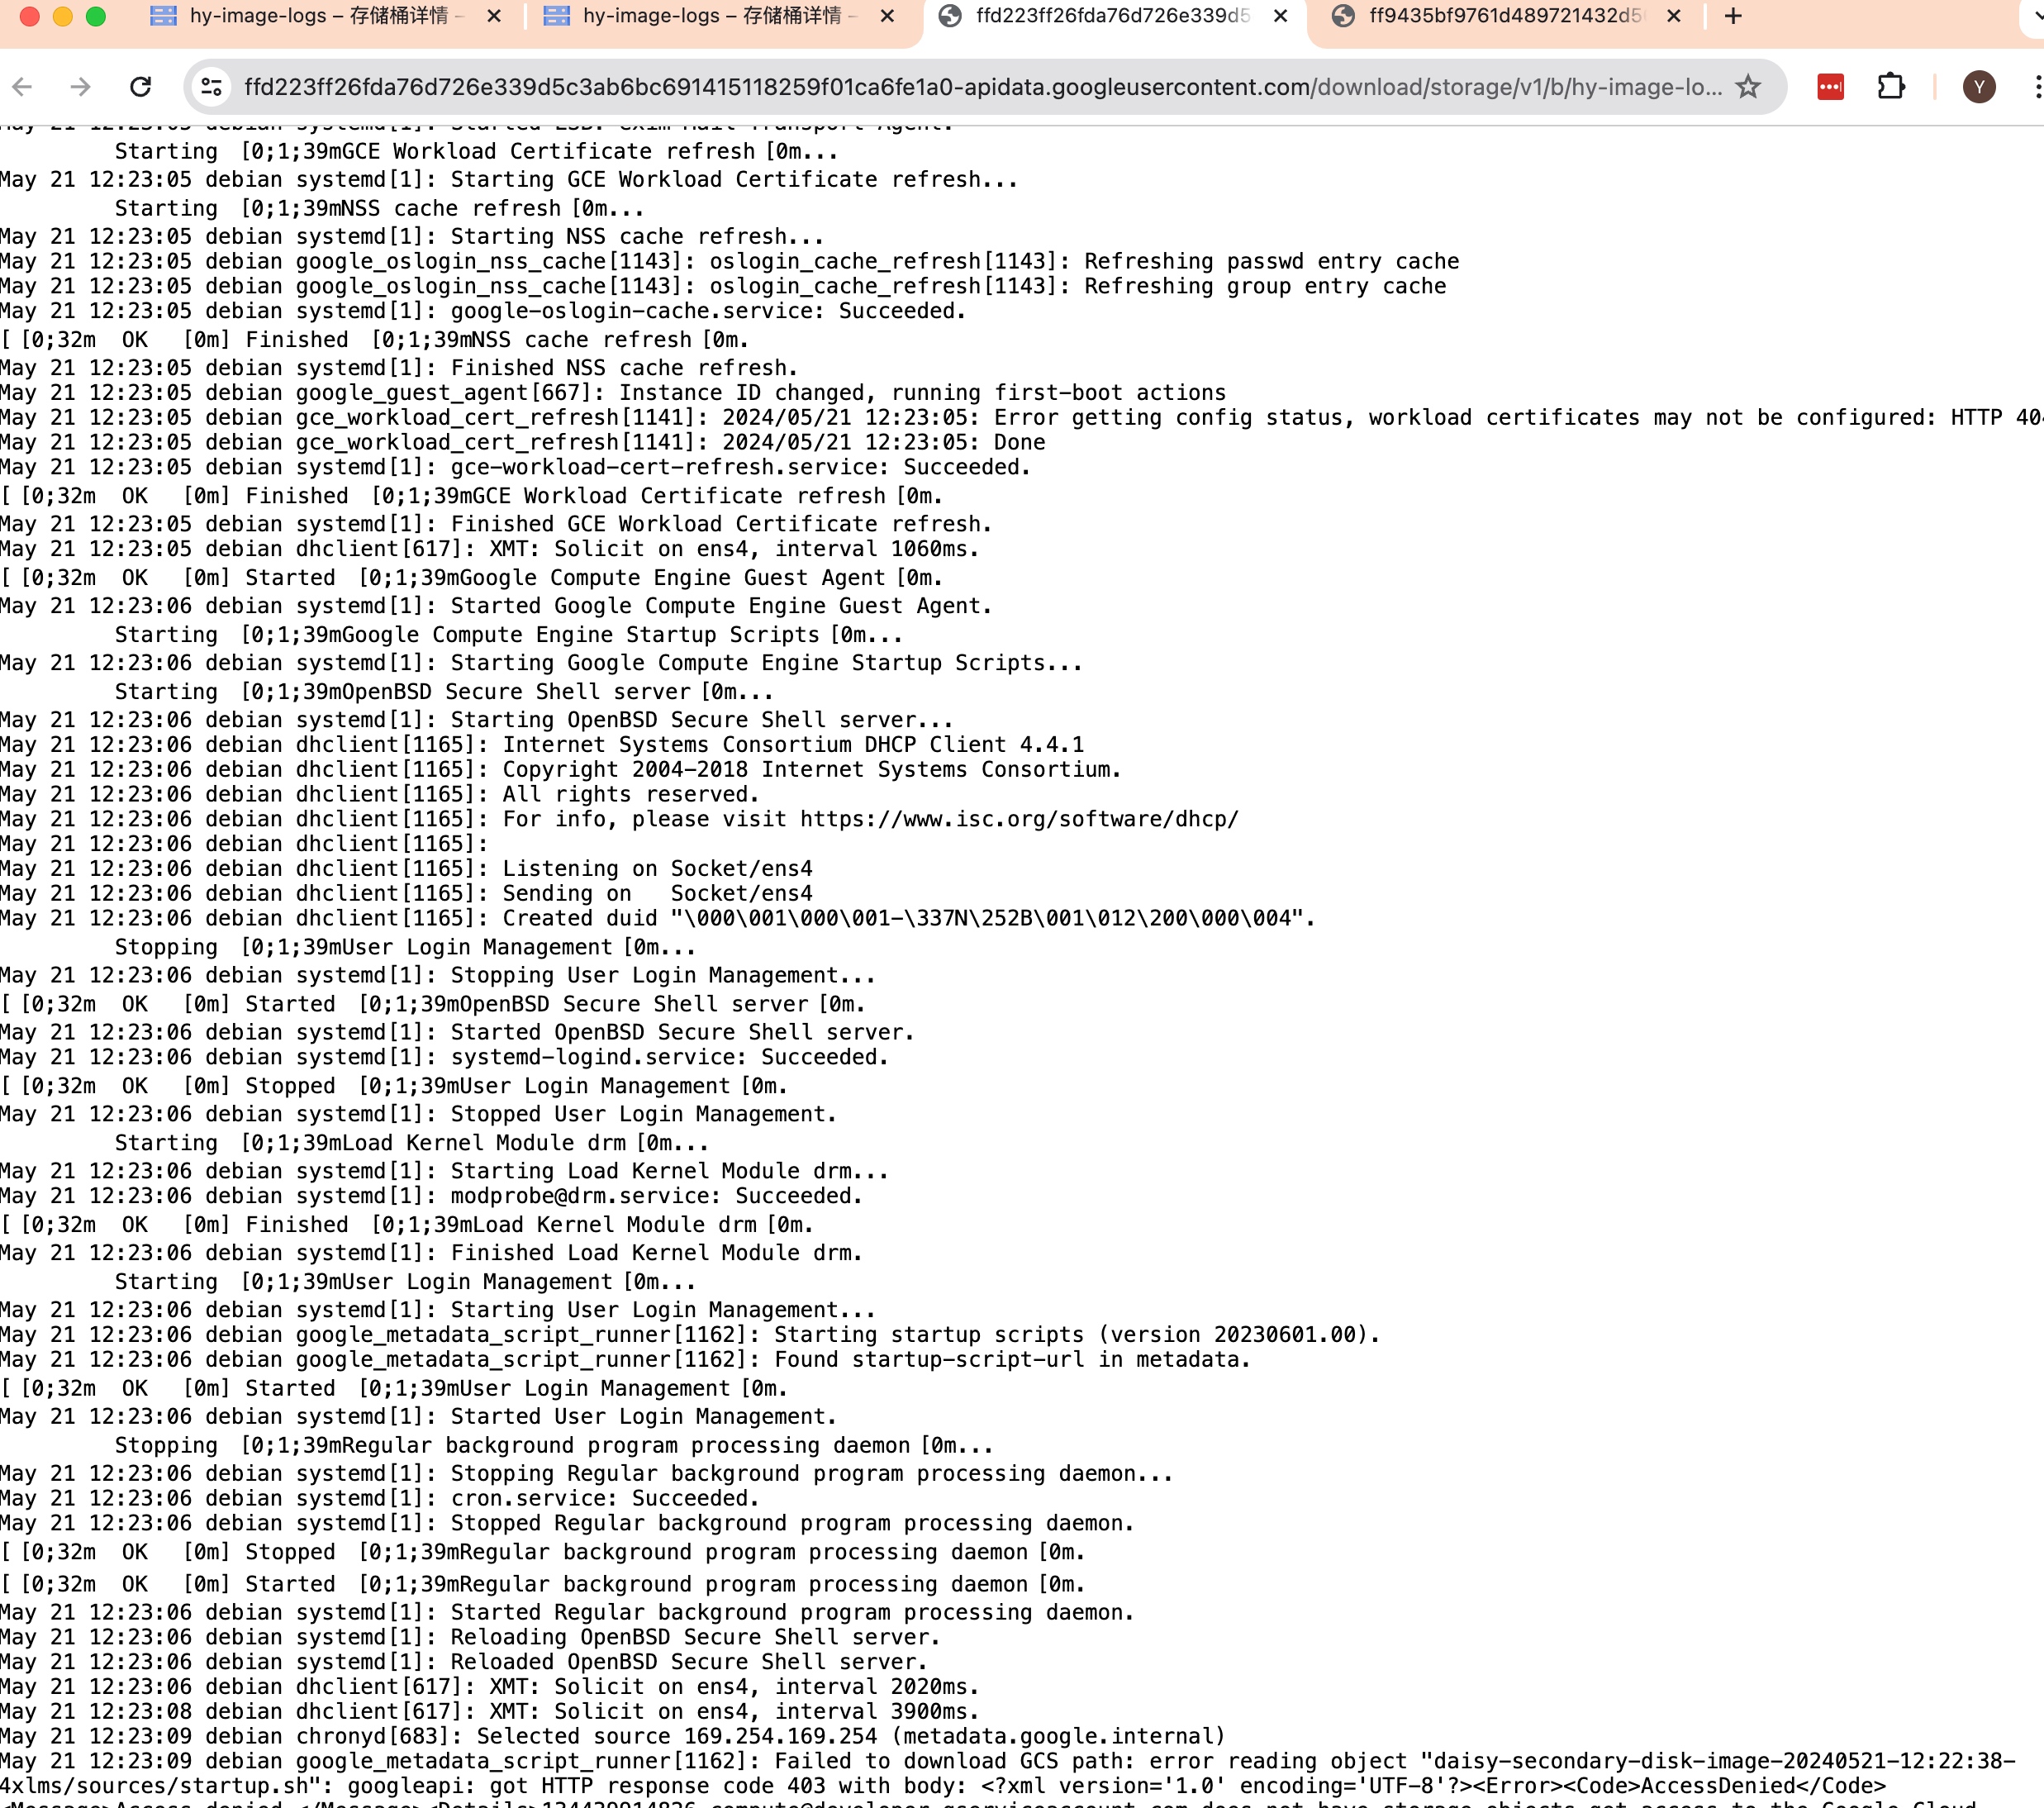 hy-image-logs – 存储桶详情 –
hy-image-logs – 存储桶详情 –
ffd223ff26fda76d726e339d5
ff9435bf9761d489721432d5
ffd223ff26fda76d726e339d5c3ab6bc691415118259f01ca6fe1a0-apidata.googleusercontent.com/download/storage/v1/b/hy-image-lo...
Y
May 21 12:23:05 debian systemd[1]: Started LSB: exim Mail Transport Agent.
Starting [0;1;39mGCE Workload Certificate refresh [0m...
May 21 12:23:05 debian systemd[1]: Starting GCE Workload Certificate refresh...
Starting [0;1;39mNSS cache refresh [0m...
May 21 12:23:05 debian systemd[1]: Starting NSS cache refresh...
May 21 12:23:05 debian google_oslogin_nss_cache[1143]: oslogin_cache_refresh[1143]: Refreshing passwd entry cache
May 21 12:23:05 debian google_oslogin_nss_cache[1143]: oslogin_cache_refresh[1143]: Refreshing group entry cache
May 21 12:23:05 debian systemd[1]: google-oslogin-cache.service: Succeeded.
[ [0;32m OK [0m] Finished [0;1;39mNSS cache refresh [0m.
May 21 12:23:05 debian systemd[1]: Finished NSS cache refresh.
May 21 12:23:05 debian google_guest_agent[667]: Instance ID changed, running first-boot actions
May 21 12:23:05 debian gce_workload_cert_refresh[1141]: 2024/05/21 12:23:05: Error getting config status, workload certificates may not be configured: HTTP 40
May 21 12:23:05 debian gce_workload_cert_refresh[1141]: 2024/05/21 12:23:05: Done
May 21 12:23:05 debian systemd[1]: gce-workload-cert-refresh.service: Succeeded.
[ [0;32m OK [0m] Finished [0;1;39mGCE Workload Certificate refresh [0m.
May 21 12:23:05 debian systemd[1]: Finished GCE Workload Certificate refresh.
May 21 12:23:05 debian dhclient[617]: XMT: Solicit on ens4, interval 1060ms.
[ [0;32m OK [0m] Started [0;1;39mGoogle Compute Engine Guest Agent [0m.
May 21 12:23:06 debian systemd[1]: Started Google Compute Engine Guest Agent.
Starting [0;1;39mGoogle Compute Engine Startup Scripts [0m...
May 21 12:23:06 debian systemd[1]: Starting Google Compute Engine Startup Scripts...
Starting [0;1;39mOpenBSD Secure Shell server [0m...
May 21 12:23:06 debian systemd[1]: Starting OpenBSD Secure Shell server...
May 21 12:23:06 debian dhclient[1165]: Internet Systems Consortium DHCP Client 4.4.1
May 21 12:23:06 debian dhclient[1165]: Copyright 2004-2018 Internet Systems Consortium.
May 21 12:23:06 debian dhclient[1165]: All rights reserved.
May 21 12:23:06 debian dhclient[1165]: For info, please visit https://www.isc.org/software/dhcp/
May 21 12:23:06 debian dhclient[1165]:
May 21 12:23:06 debian dhclient[1165]: Listening on Socket/ens4
May 21 12:23:06 debian dhclient[1165]: Sending on   Socket/ens4
May 21 12:23:06 debian dhclient[1165]: Created duid "\000\001\000\001-\337N\252B\001\012\200\000\004".
Stopping [0;1;39mUser Login Management [0m...
May 21 12:23:06 debian systemd[1]: Stopping User Login Management...
[ [0;32m OK [0m] Started [0;1;39mOpenBSD Secure Shell server [0m.
May 21 12:23:06 debian systemd[1]: Started OpenBSD Secure Shell server.
May 21 12:23:06 debian systemd[1]: systemd-logind.service: Succeeded.
[ [0;32m OK [0m] Stopped [0;1;39mUser Login Management [0m.
May 21 12:23:06 debian systemd[1]: Stopped User Login Management.
Starting [0;1;39mLoad Kernel Module drm [0m...
May 21 12:23:06 debian systemd[1]: Starting Load Kernel Module drm...
May 21 12:23:06 debian systemd[1]: modprobe@drm.service: Succeeded.
[ [0;32m OK [0m] Finished [0;1;39mLoad Kernel Module drm [0m.
May 21 12:23:06 debian systemd[1]: Finished Load Kernel Module drm.
Starting [0;1;39mUser Login Management [0m...
May 21 12:23:06 debian systemd[1]: Starting User Login Management...
May 21 12:23:06 debian google_metadata_script_runner[1162]: Starting startup scripts (version 20230601.00).
May 21 12:23:06 debian google_metadata_script_runner[1162]: Found startup-script-url in metadata.
[ [0;32m OK [0m] Started [0;1;39mUser Login Management [0m.
May 21 12:23:06 debian systemd[1]: Started User Login Management.
Stopping [0;1;39mRegular background program processing daemon [0m...
May 21 12:23:06 debian systemd[1]: Stopping Regular background program processing daemon...
May 21 12:23:06 debian systemd[1]: cron.service: Succeeded.
May 21 12:23:06 debian systemd[1]: Stopped Regular background program processing daemon.
[ [0;32m OK [0m] Stopped [0;1;39mRegular background program processing daemon [0m.
[ [0;32m OK [0m] Started [0;1;39mRegular background program processing daemon [0m.
May 21 12:23:06 debian systemd[1]: Started Regular background program processing daemon.
May 21 12:23:06 debian systemd[1]: Reloading OpenBSD Secure Shell server.
May 21 12:23:06 debian systemd[1]: Reloaded OpenBSD Secure Shell server.
May 21 12:23:06 debian dhclient[617]: XMT: Solicit on ens4, interval 2020ms.
May 21 12:23:08 debian dhclient[617]: XMT: Solicit on ens4, interval 3900ms.
May 21 12:23:09 debian chronyd[683]: Selected source 169.254.169.254 (metadata.google.internal)
May 21 12:23:09 debian google_metadata_script_runner[1162]: Failed to download GCS path: error reading object "daisy-secondary-disk-image-20240521-12:22:38-
4xlms/sources/startup.sh": googleapi: got HTTP response code 403 with body: <?xml version='1.0' encoding='UTF-8'?><Error><Code>AccessDenied</Code>
<Message>Access denied.</Message><Details>